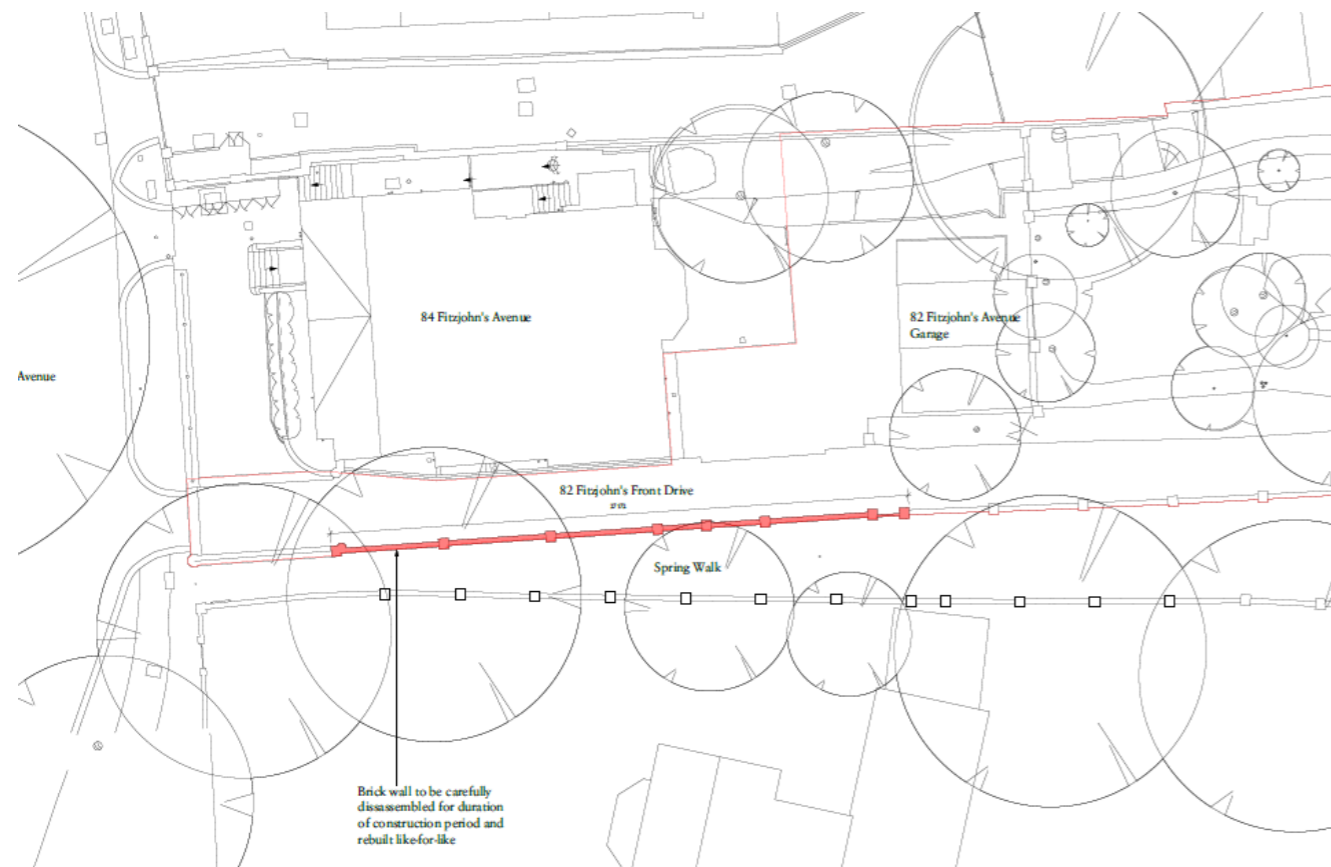 84 Fitzjohn's Avenue
82 Fitzjohn's Avenue
Garage
Avenue
82 Fitzjohn's Front Drive
Spring Walk
Brick wall to be carefully
dissassembled for duration
of construction period and
rebuilt like-for-like